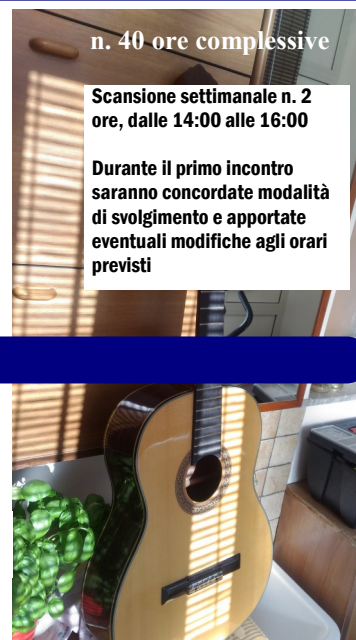 n. 40 ore complessive
Scansione settimanale n. 2
ore, dalle 14:00 alle 16:00
Durante il primo incontro
saranno concordate modalità
di svolgimento e apportate
eventuali modifiche agli orari
previsti